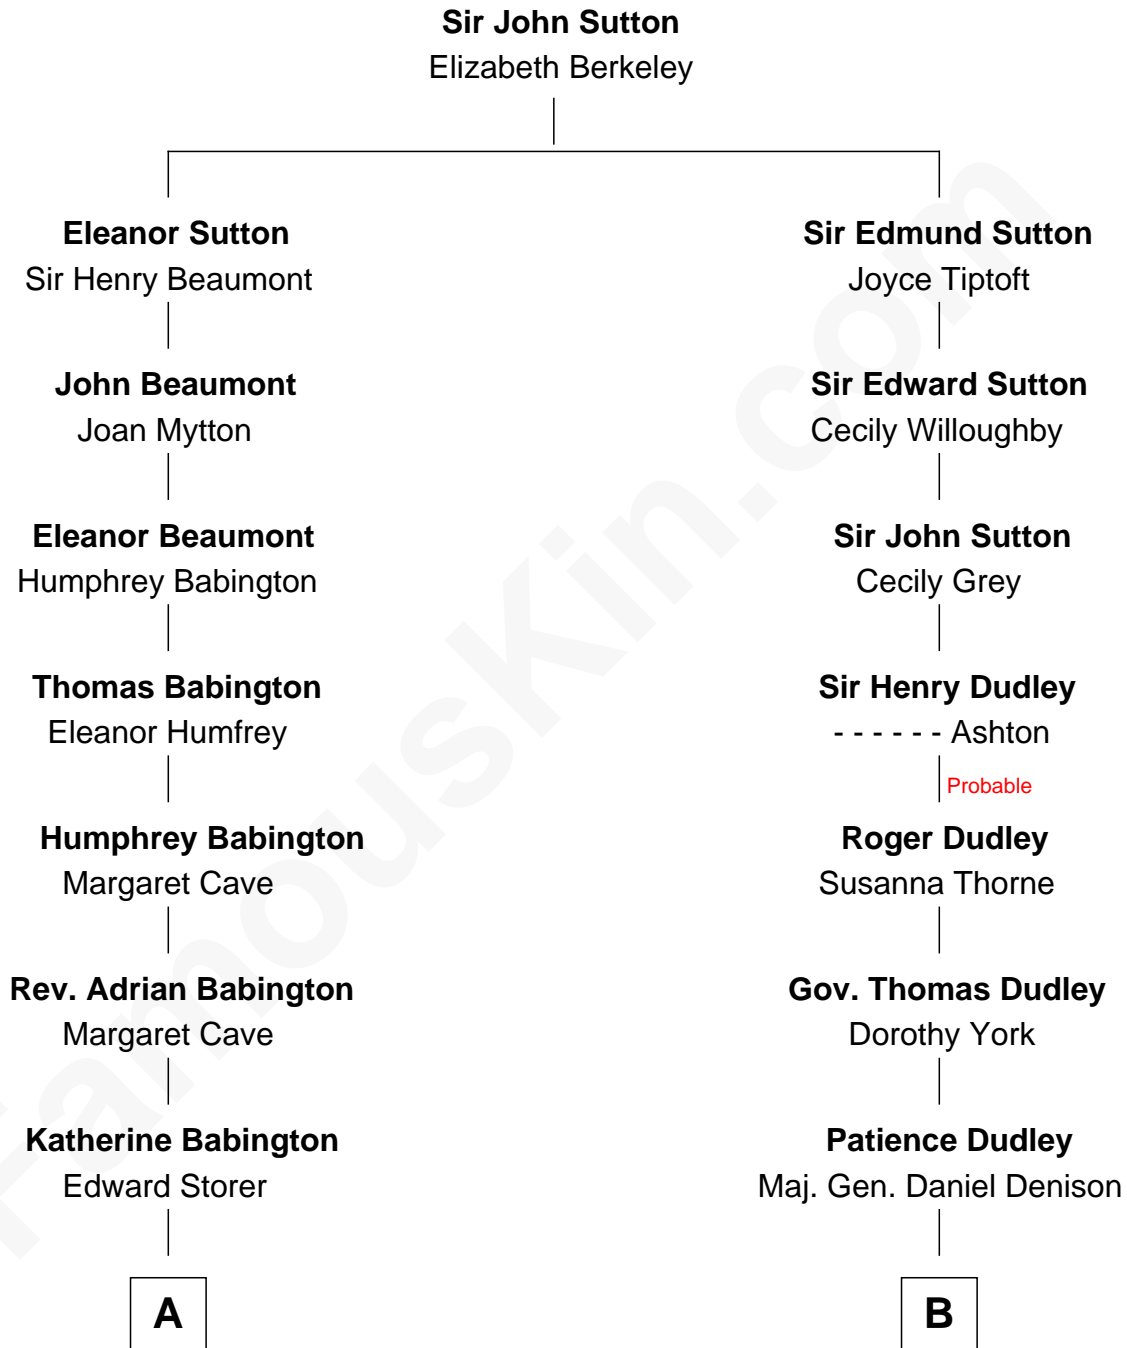 Sir John Sutton
Elizabeth Berkeley
Eleanor Sutton
Sir Henry Beaumont
John Beaumont
Joan Mytton
Eleanor Beaumont
Humphrey Babington
Thomas Babington
Eleanor Humfrey
Humphrey Babington
Margaret Cave
Rev. Adrian Babington
Margaret Cave
Katherine Babington
Edward Storer
A
Sir Edmund Sutton
Joyce Tiptoft
Sir Edward Sutton
Cecily Willoughby
Sir John Sutton
Cecily Grey
Sir Henry Dudley
- - - - - - Ashton
Probable
Roger Dudley
Susanna Thorne
Gov. Thomas Dudley
Dorothy York
Patience Dudley
Maj. Gen. Daniel Denison
B
FamousKin.com